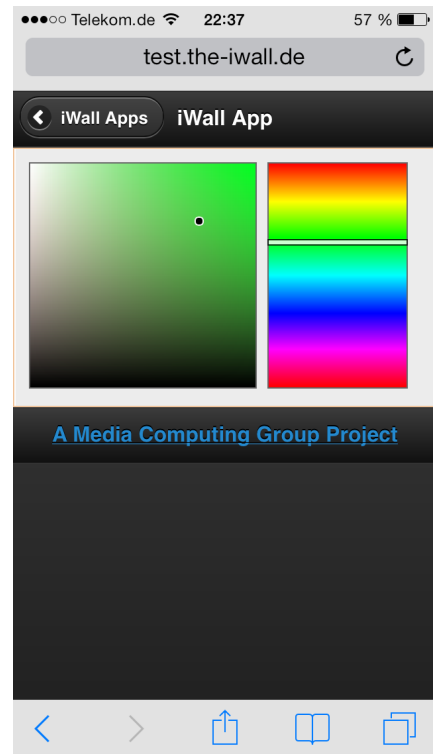 Telekom.de 22:37 57 %
test.the-iwall.de
iWall Apps iWall App
A Media Computing Group Project